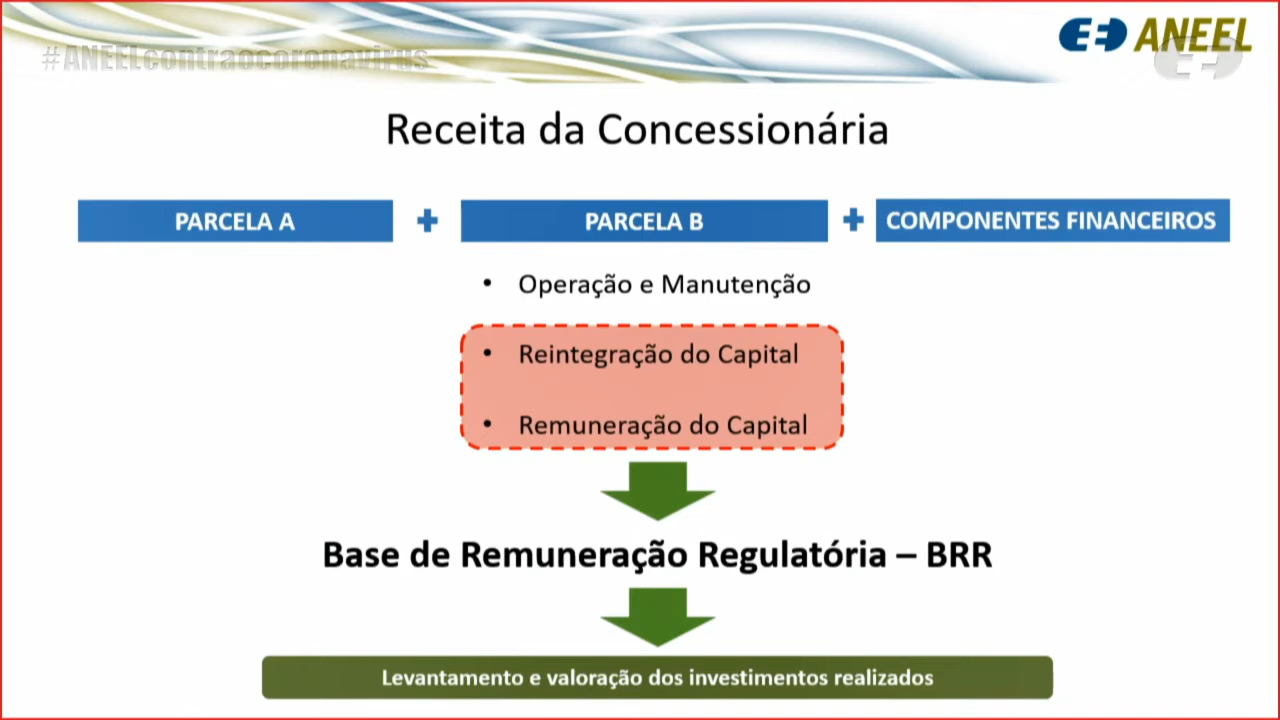 #ANEELcontraocoronavirus
ANEEL
Receita da Concessionária
PARCELA A + PARCELA B + COMPONENTES FINANCEIROS
• Operação e Manutenção
• Reintegração do Capital
• Remuneração do Capital
Base de Remuneração Regulatória – BRR
Levantamento e valoração dos investimentos realizados